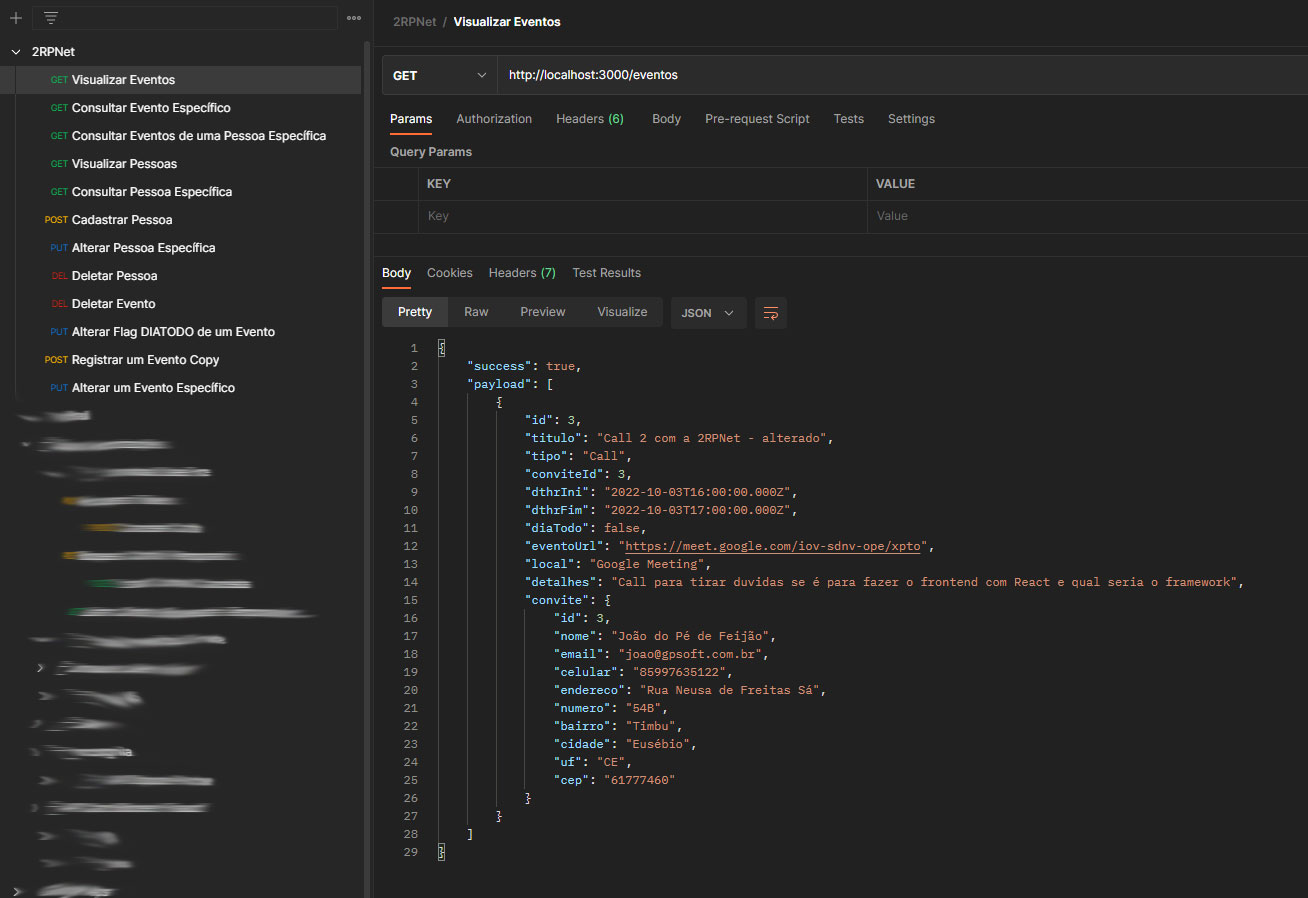 2RPNet
GET Visualizar Eventos
GET Consultar Evento Específico
GET Consultar Eventos de uma Pessoa Específica
GET Visualizar Pessoas
GET Consultar Pessoa Específica
POST Cadastrar Pessoa
PUT Alterar Pessoa Específica
DEL Deletar Pessoa
DEL Deletar Evento
PUT Alterar Flag DIATODO de um Evento
POST Registrar um Evento Copy
PUT Alterar um Evento Específico
2RPNet / Visualizar Eventos
GET http://localhost:3000/eventos
Params Authorization Headers (6) Body Pre-request Script Tests Settings
Query Params
KEY VALUE
Key Value
Body Cookies Headers (7) Test Results
Pretty Raw Preview Visualize JSON
1 {
2 "success": true,
3 "payload": [
4 {
5 "id": 3,
6 "titulo": "Call 2 com a 2RPNet - alterado",
7 "tipo": "Call",
8 "conviteId": 3,
9 "dthrIni": "2022-10-03T16:00:00.000Z",
10 "dthrFim": "2022-10-03T17:00:00.000Z",
11 "diaTodo": false,
12 "eventoUrl": "https://meet.google.com/iov-sdnv-ope/xpto",
13 "local": "Google Meeting",
14 "detalhes": "Call para tirar duvidas se é para fazer o frontend com React e qual seria o framework",
15 "convite": {
16 "id": 3,
17 "nome": "João do Pé de Feijão",
18 "email": "joao@gpsoft.com.br",
19 "celular": "85997635122",
20 "endereco": "Rua Neusa de Freitas Sá",
21 "numero": "54B",
22 "bairro": "Timbu",
23 "cidade": "Eusébio",
24 "uf": "CE",
25 "cep": "61777460"
26 }
27 }
28 ]
29 }